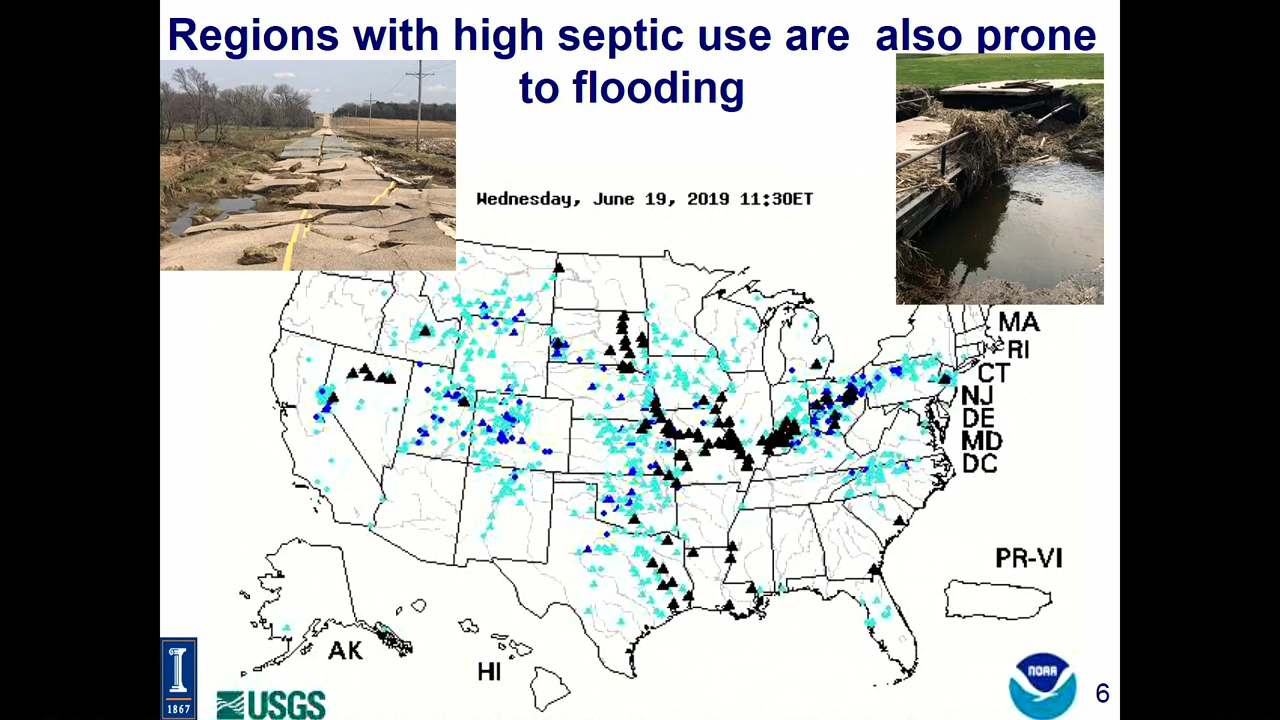 Regions with high septic use are also prone
to flooding
Wednesday, June 19, 2019 11:30ET
MA
RI
CT
NJ
DE
MD
DC
PR-VI
AK
HI
I
1867
USGS
NOAA
6